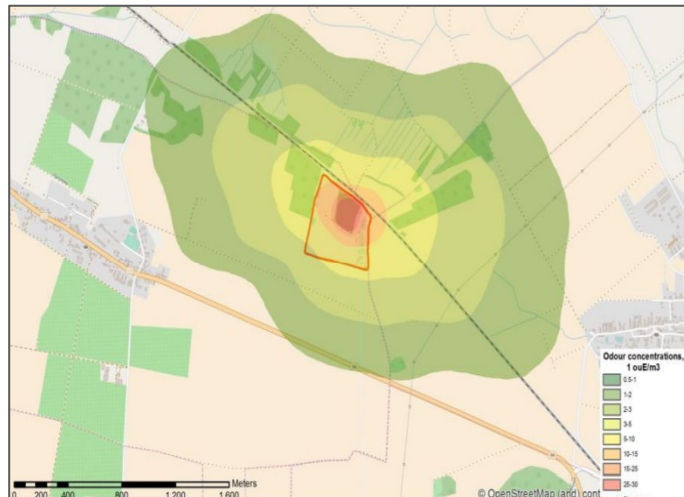 Odour concentrations,
1 ouE/m3
0.5-1
1-2
2-3
3-5
5-10
10-15
15-25
25-30
Meters
0 200 400 800 1 200 1 600
© OpenStreetMap (and) cont